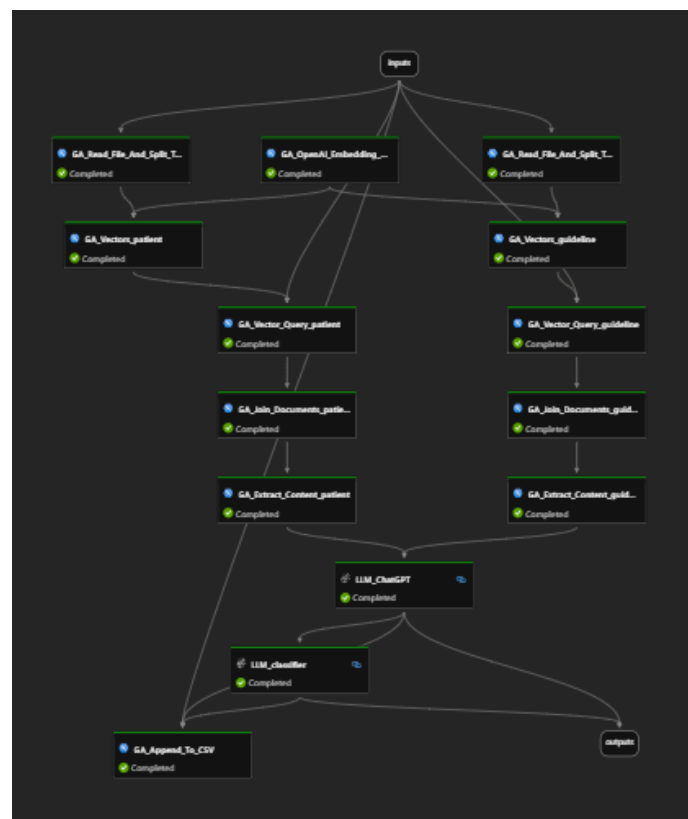 inputs
GA_Read_File_And_Split_T...
Completed
GA_OpenAI_Embedding_...
Completed
GA_Read_File_And_Split_T...
Completed
GA_Vectors_patient
Completed
GA_Vectors_guideline
Completed
GA_Vector_Query_patient
Completed
GA_Vector_Query_guideline
Completed
GA_Join_Documents_patie...
Completed
GA_Join_Documents_guid...
Completed
GA_Extract_Content_patient
Completed
GA_Extract_Content_guid...
Completed
LLM_ChatGPT
Completed
LLM_classifier
Completed
GA_Append_To_CSV
Completed
outputs